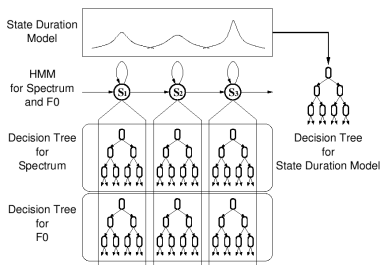 State Duration
Model
HMM
for Spectrum
and F0
S1
S2
S3
Decision Tree
for
Spectrum
Decision Tree
for
State Duration Model
Decision Tree
for
F0